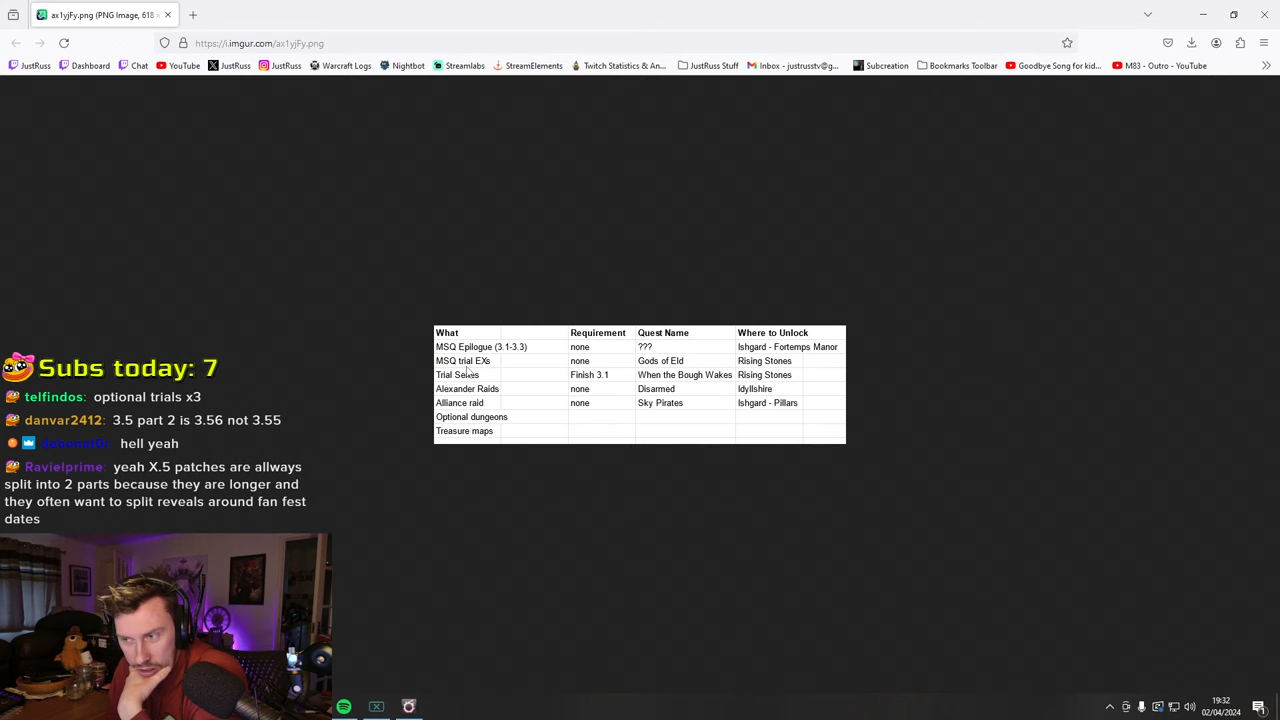 ax1yjFy.png (PNG Image, 618 ×
https://i.imgur.com/ax1yjFy.png
JustRuss Dashboard Chat YouTube JustRuss JustRuss Warcraft Logs Nightbot Streamlabs StreamElements Twitch Statistics & An... JustRuss Stuff Inbox - justrusstv@g... Subcreation Bookmarks Toolbar Goodbye Song for kid... M83 - Outro - YouTube
What Requirement Quest Name Where to Unlock
MSQ Epilogue (3.1-3.3) none ??? Ishgard - Fortemps Manor
MSQ trial EXs none Gods of Eld Rising Stones
Trial Series Finish 3.1 When the Bough Wakes Rising Stones
Alexander Raids none Disarmed Idyllshire
Alliance raid none Sky Pirates Ishgard - Pillars
Optional dungeons
Treasure maps
Subs today: 7
telfindos: optional trials x3
danvar2412: 3.5 part 2 is 3.56 not 3.55
hell yeah
Ravielprime: yeah X.5 patches are allways
split into 2 parts because they are longer and
they often want to split reveals around fan fest
dates
19:32
02/04/2024